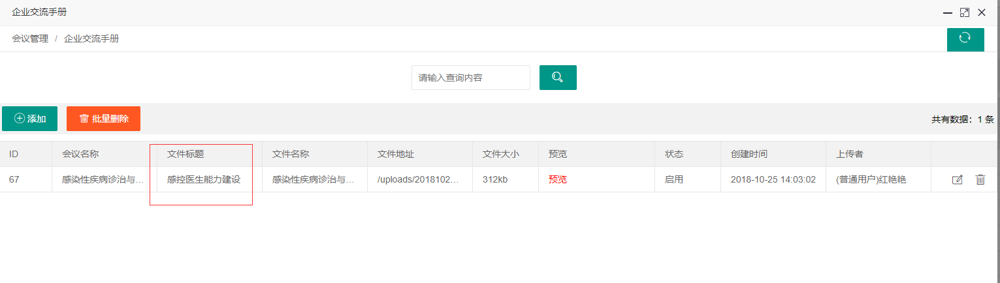 企业交流手册
会议管理 / 企业交流手册
请输入查询内容
添加 批量删除 共有数据：1 条
ID 会议名称 文件标题 文件名称 文件地址 文件大小 预览 状态 创建时间 上传者
67 感染性疾病诊治与... 感控医生能力建设 感染性疾病诊治与... /uploads/2018102... 312kb 预览 启用 2018-10-25 14:03:02 (普通用户)红艳艳